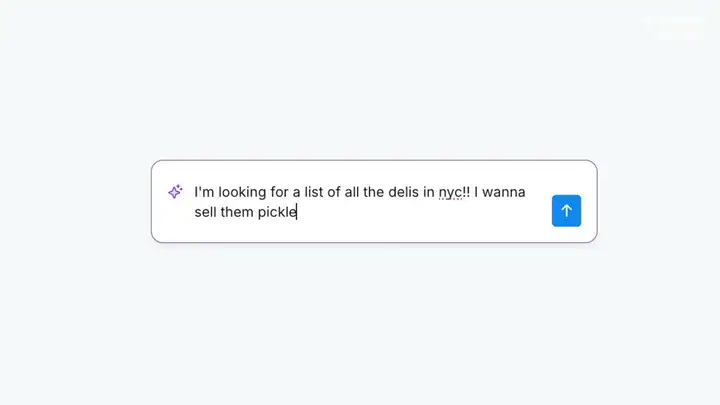 I'm looking for a list of all the delis in nyc!! I wanna
sell them pickle